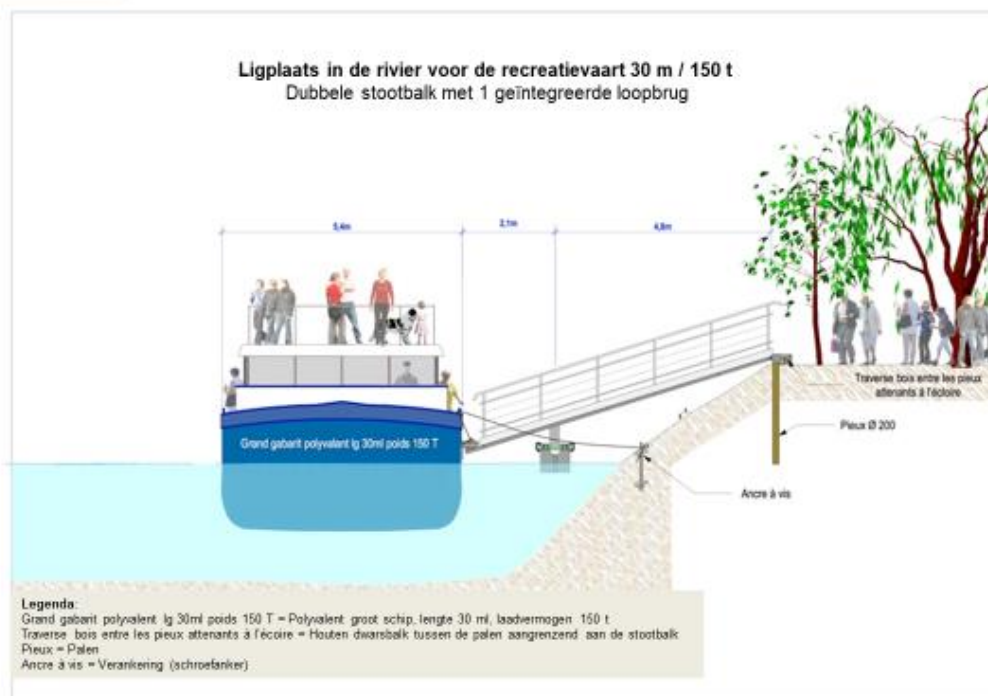 Ligplaats in de rivier voor de recreatievaart 30 m / 150 t
Dubbele stootbalk met 1 geïntegreerde loopbrug
5,4m
2,1m
4,8m
Grand gabarit polyvalent lg 30ml poids 150 T
Traverse bois entre les pieux
attenants à l'écloire
Pieux Ø 200
Ancre à vis
Legenda:
Grand gabarit polyvalent lg 30ml poids 150 T = Polyvalent groot schip, lengte 30 ml, laadvermogen 150 t
Traverse bois entre les pieux attenants à l'écoire = Houten dwarsbalk tussen de palen aangrenzend aan de stootbalk
Pieux = Palen
Ancre à vis = Verankering (schroefanker)